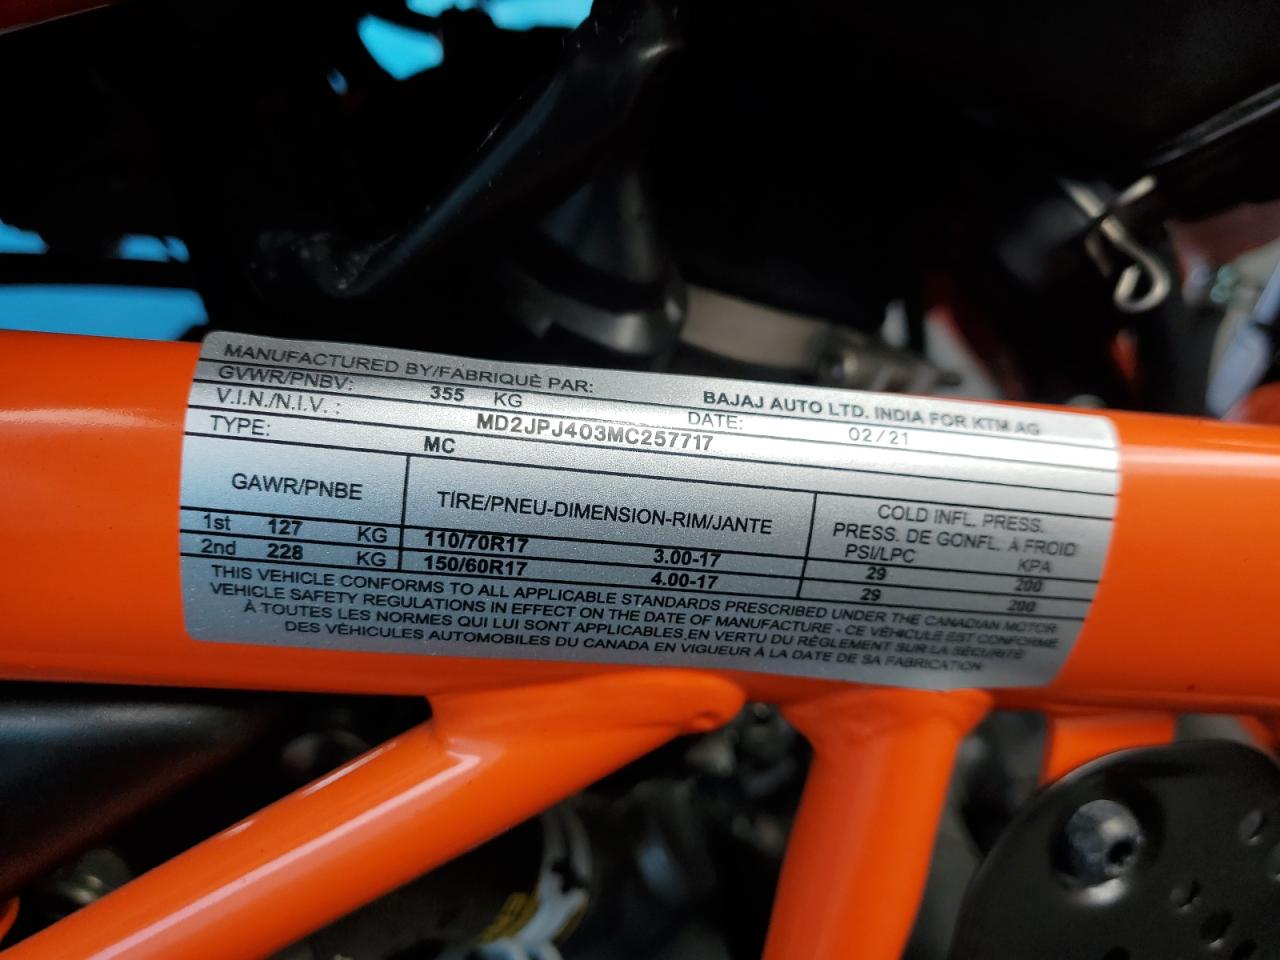 MANUFACTURED BY/FABRIQUÈ PAR: BAJAJ AUTO LTD. INDIA FOR KTM AG
GVWR/PNBV: 355 KG DATE: 02/21
V.I.N./N.I.V. : MD2JPJ403MC257717
TYPE: MC
GAWR/PNBE TIRE/PNEU-DIMENSION-RIM/JANTE COLD INFL. PRESS.
PRESS. DE GONFL. À FROID
PSI/LPC KPA
1st 127 KG 110/70R17 3.00-17 29 200
2nd 228 KG 150/60R17 4.00-17 29 200
THIS VEHICLE CONFORMS TO ALL APPLICABLE STANDARDS PRESCRIBED UNDER THE CANADIAN MOTOR
VEHICLE SAFETY REGULATIONS IN EFFECT ON THE DATE OF MANUFACTURE - CE VÉHICULE EST CONFORME
À TOUTES LES NORMES QUI LUI SONT APPLICABLES,EN VERTU DU RÈGLEMENT SUR LA SÉCURITÉ
DES VÉHICULES AUTOMOBILES DU CANADA EN VIGUEUR À LA DATE DE SA FABRICATION